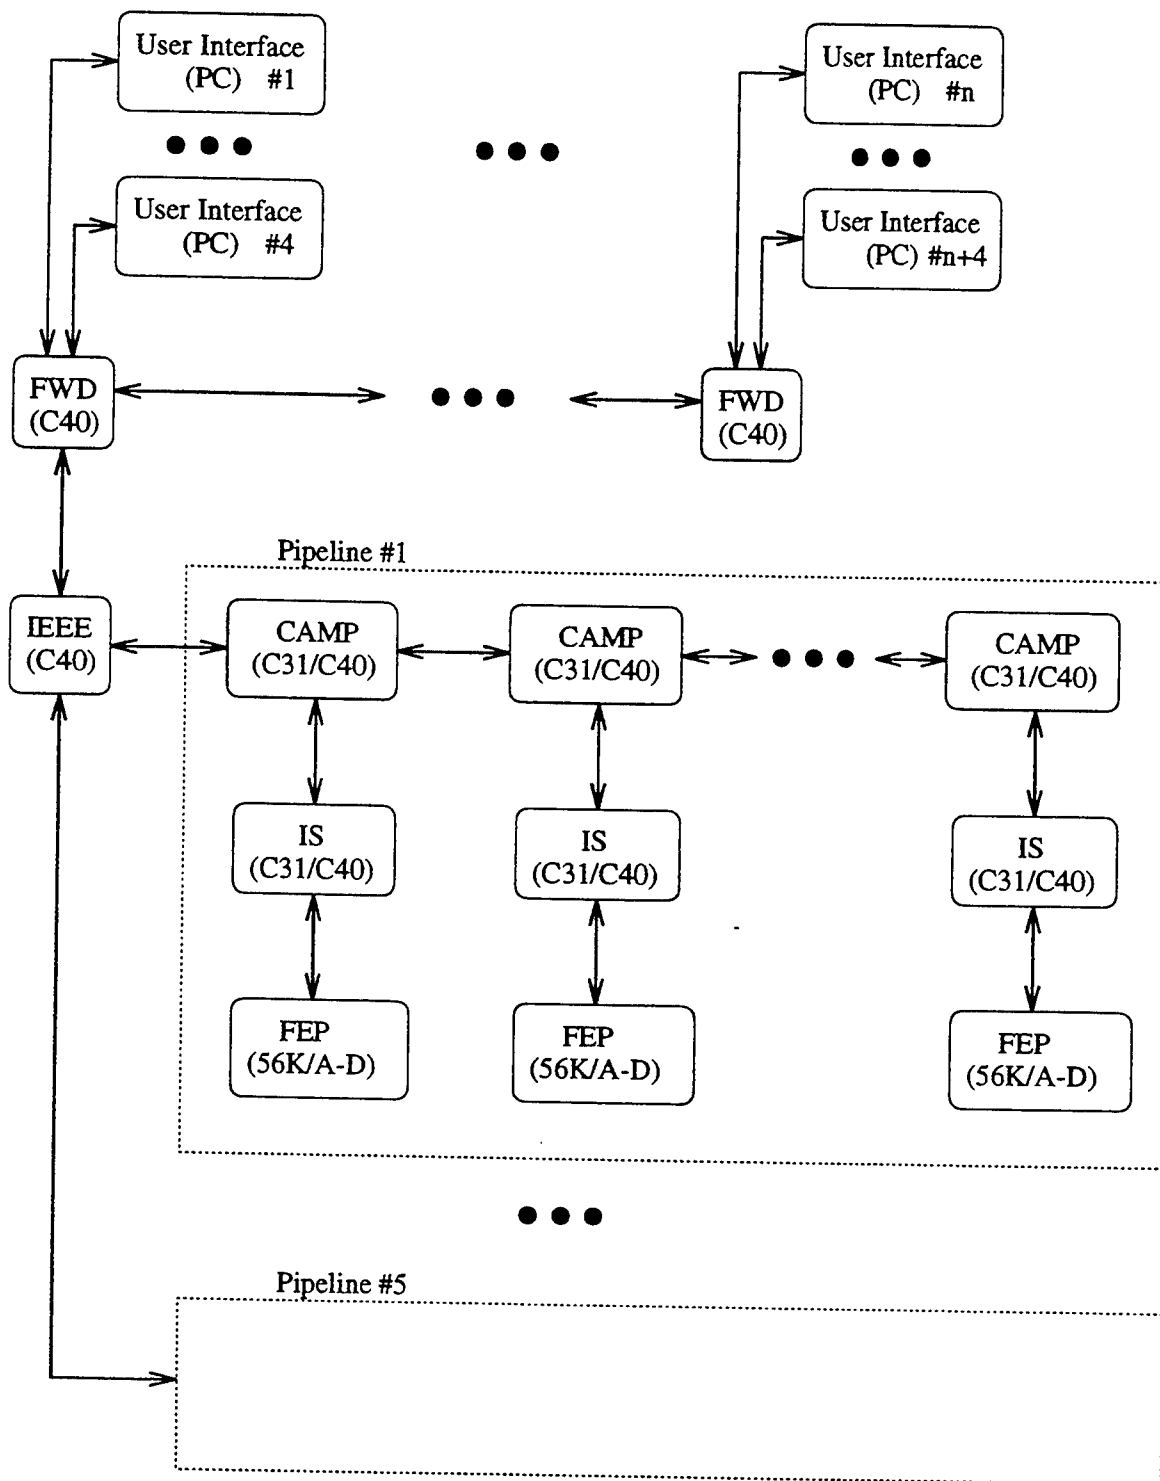 User Interface
(PC) #1
User Interface
(PC) #n
User Interface
(PC) #4
User Interface
(PC) #n+4
FWD
(C40)
FWD
(C40)
Pipeline #1
IEEE
(C40)
CAMP
(C31/C40)
CAMP
(C31/C40)
CAMP
(C31/C40)
IS
(C31/C40)
IS
(C31/C40)
IS
(C31/C40)
FEP
(56K/A-D)
FEP
(56K/A-D)
FEP
(56K/A-D)
Pipeline #5